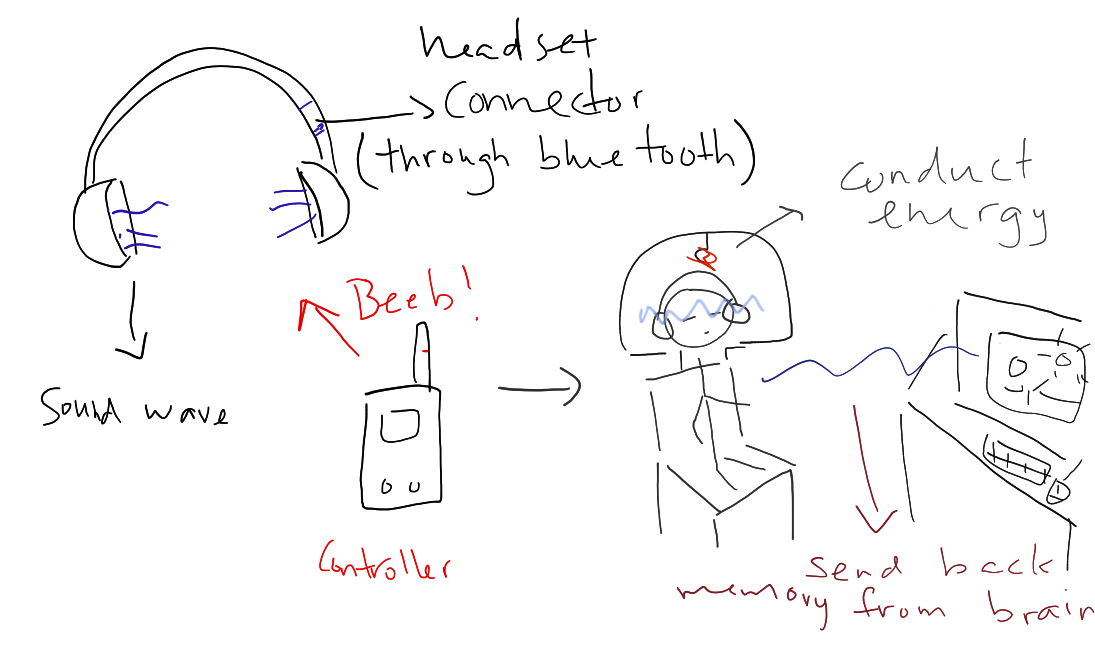 headset
Connector
(through bluetooth)
Conduct
energy
Beeb!
Sound wave
Controller
send back
memory from brain